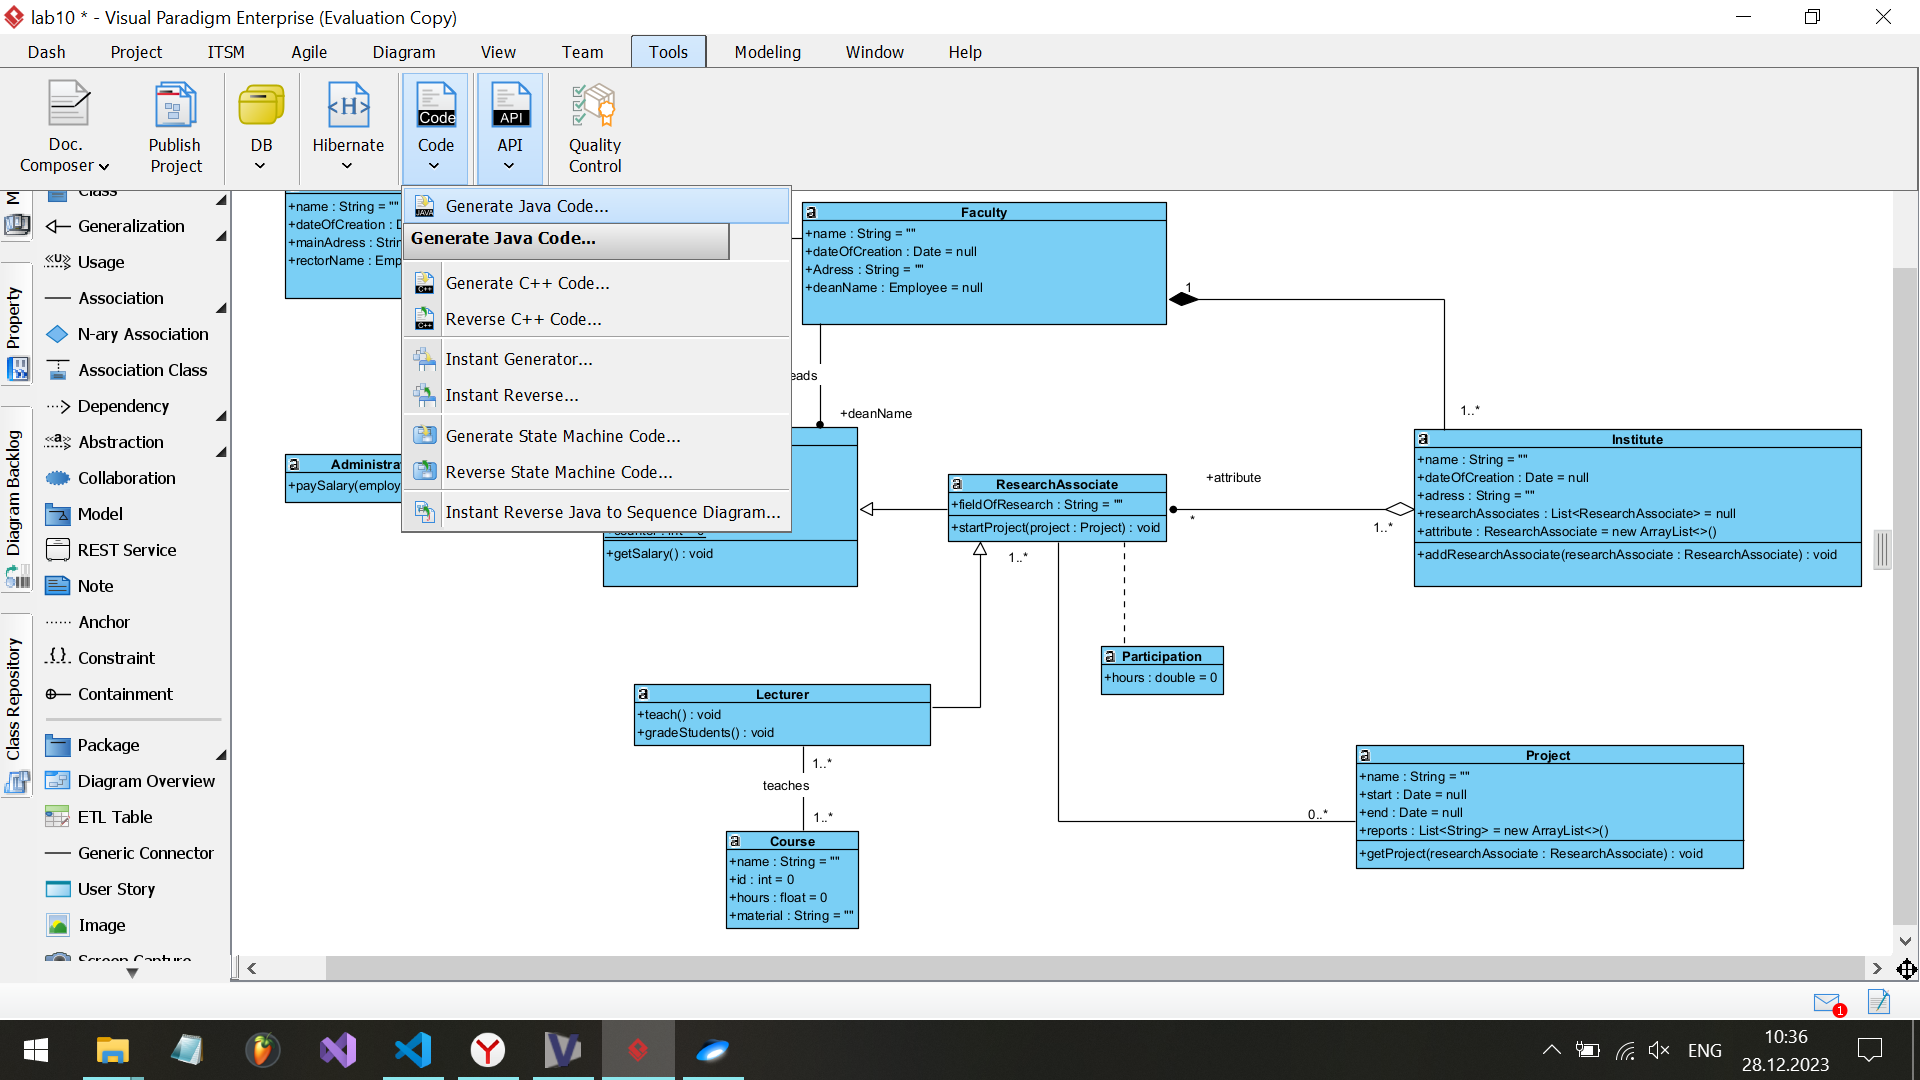 lab10 * - Visual Paradigm Enterprise (Evaluation Copy)
Dash Project ITSM Agile Diagram View Team Tools Modeling Window Help
Doc. Composer
Publish Project
DB
Hibernate
Code
Code
API
API
Quality Control
Property
Diagram Backlog
Class Repository
Class
Generalization
Usage
Association
N-ary Association
Association Class
Dependency
Abstraction
Collaboration
Model
REST Service
Note
Anchor
Constraint
Containment
Package
Diagram Overview
ETL Table
Generic Connector
User Story
Image
Screen Capture
Generate Java Code...
Generate Java Code...
Generate C++ Code...
Reverse C++ Code...
Instant Generator...
Instant Reverse...
Generate State Machine Code...
Reverse State Machine Code...
Instant Reverse Java to Sequence Diagram...
+name : String = ""
+dateOfCreation :
+mainAdress :
+rectorName :
+paySalary(
Faculty
+name : String = ""
+dateOfCreation : Date = null
+Adress : String = ""
+deanName : Employee = null
1
eads
+deanName
1..*
+getSalary() : void
ResearchAssociate
+fieldOfResearch : String = ""
+startProject(project : Project) : void
+attribute
*
1..*
1..*
Institute
+name : String = ""
+dateOfCreation : Date = null
+adress : String = ""
+researchAssociates : List<ResearchAssociate> = null
+attribute : ResearchAssociate = new ArrayList<>()
+addResearchAssociate(researchAssociate : ResearchAssociate) : void
Participation
+hours : double = 0
Lecturer
+teach() : void
+gradeStudents() : void
1..*
teaches
1..*
Course
+name : String = ""
+id : int = 0
+hours : float = 0
+material : String = ""
0..*
Project
+name : String = ""
+start : Date = null
+end : Date = null
+reports : List<String> = new ArrayList<>()
+getProject(researchAssociate : ResearchAssociate) : void
1
ENG
10:36
28.12.2023